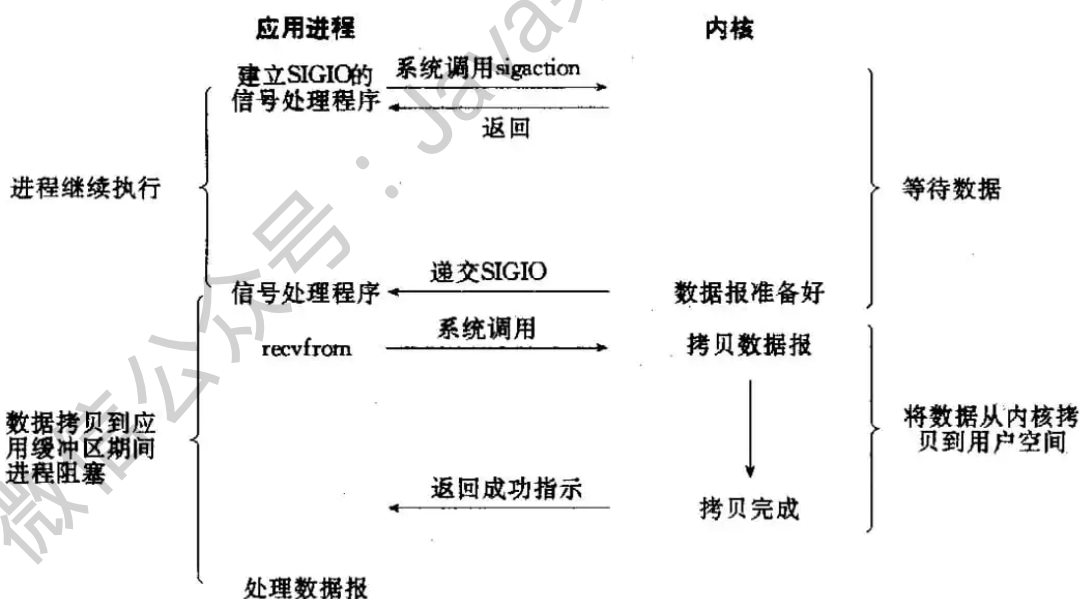 应用进程
内核
建立SIGIO的
信号处理程序
系统调用sigaction
返回
进程继续执行
等待数据
递交SIGIO
信号处理程序
数据报准备好
系统调用
recvfrom
拷贝数据报
数据拷贝到应
用缓冲区期间
进程阻塞
将数据从内核拷
贝到用户空间
返回成功指示
拷贝完成
处理数据报
微信公众号：Javas